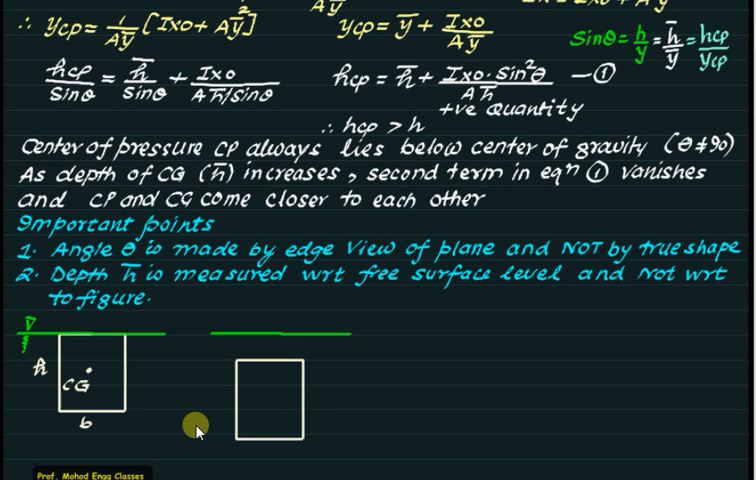 ∴ ycp = 1/Aȳ [Ixo + Aȳ²]    ycp = ȳ + Ixo/Aȳ
Sinθ = h/y = h̄/ȳ = hcp/ycp
hcp/Sinθ = h̄/Sinθ + Ixo/(A h̄/Sinθ)    hcp = h̄ + Ixo·Sin²θ/Ah̄ —①
+ve quantity
∴ hcp > h
Center of pressure CP always lies below center of gravity (θ≠90)
As depth of CG (h̄) increases, second term in eqⁿ ① vanishes
and CP and CG come closer to each other
Important points
1. Angle θ is made by edge view of plane and NOT by true shape
2. Depth h̄ is measured wrt free surface level and Not wrt
to figure.
h
CG
b
Prof. Mohod Engg Classes